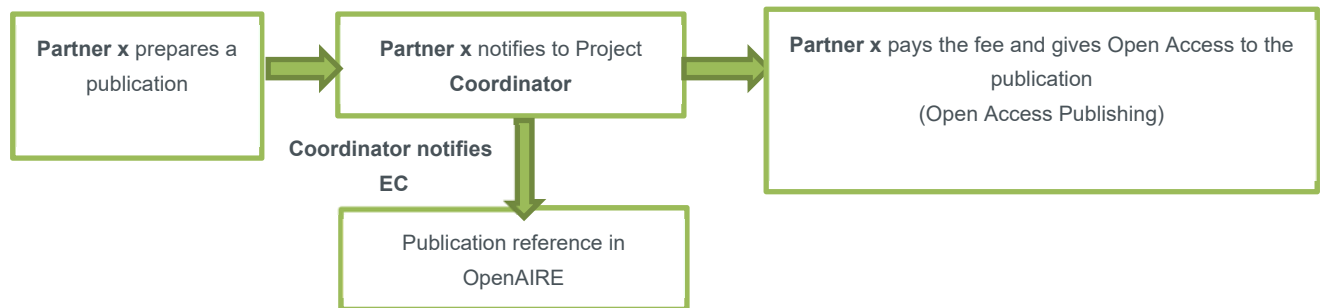 Partner x prepares a
publication
Partner x notifies to Project
Coordinator
Partner x pays the fee and gives Open Access to the
publication
(Open Access Publishing)
Coordinator notifies
EC
Publication reference in
OpenAIRE